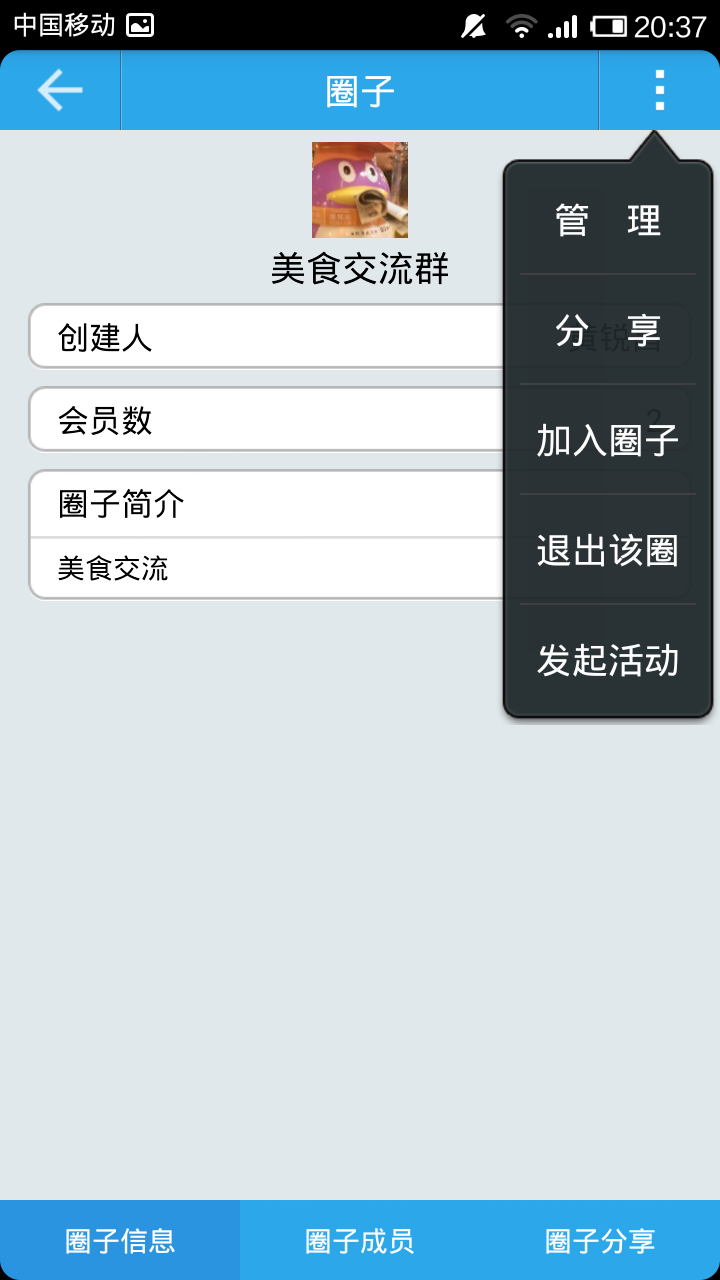 中国移动 20:37
圈子
美食交流群
创建人
会员数 2
圈子简介
美食交流
管 理
分 享
加入圈子
退出该圈
发起活动
圈子信息 圈子成员 圈子分享